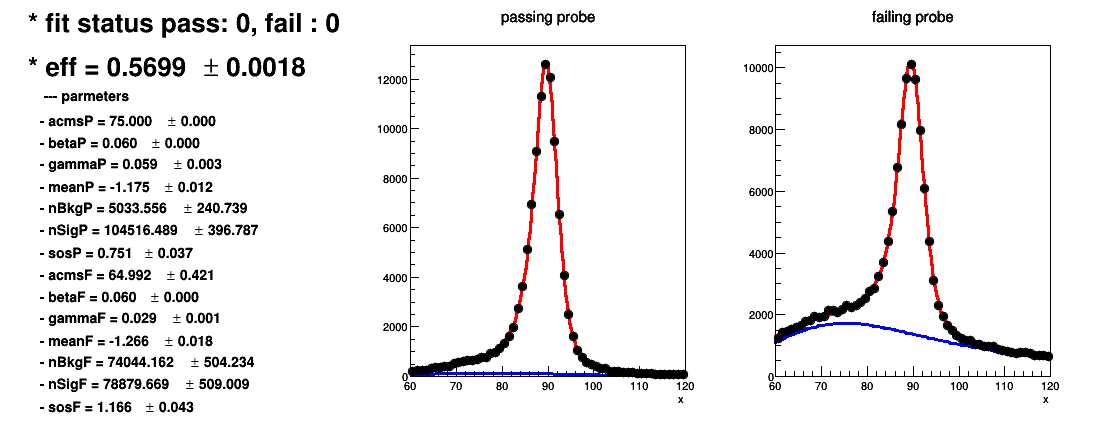 * fit status pass: 0, fail : 0
* eff = 0.5699 ± 0.0018
--- parmeters
- acmsP = 75.000 ± 0.000
- betaP = 0.060 ± 0.000
- gammaP = 0.059 ± 0.003
- meanP = -1.175 ± 0.012
- nBkgP = 5033.556 ± 240.739
- nSigP = 104516.489 ± 396.787
- sosP = 0.751 ± 0.037
- acmsF = 64.992 ± 0.421
- betaF = 0.060 ± 0.000
- gammaF = 0.029 ± 0.001
- meanF = -1.266 ± 0.018
- nBkgF = 74044.162 ± 504.234
- nSigF = 78879.669 ± 509.009
- sosF = 1.166 ± 0.043
passing probe
12000
10000
8000
6000
4000
2000
0
60 70 80 90 100 110 120
x
failing probe
10000
8000
6000
4000
2000
0
60 70 80 90 100 110 120
x